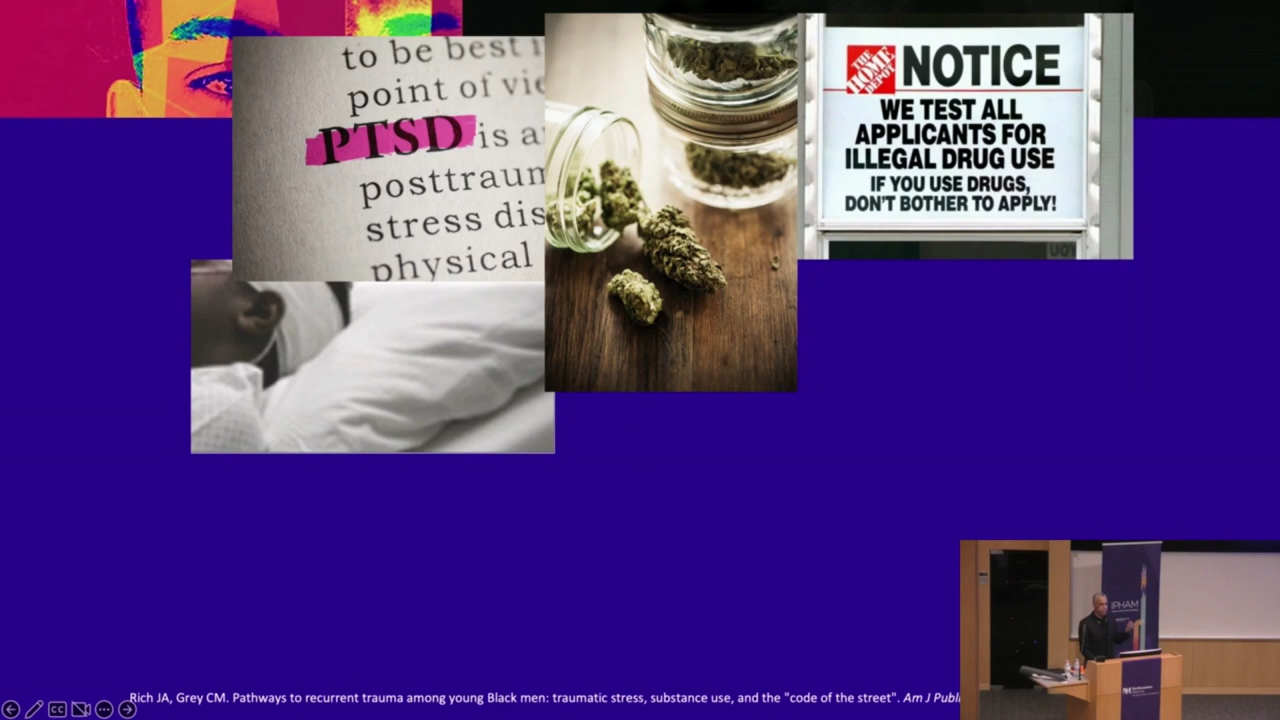 to be best
point of
PTSD is
posttraum
stress dis
physical
THE HOME DEPOT
NOTICE
WE TEST ALL
APPLICANTS FOR
ILLEGAL DRUG USE
IF YOU USE DRUGS,
DON'T BOTHER TO APPLY!
IPHAM
Rich JA, Grey CM. Pathways to recurrent trauma among young Black men: traumatic stress, substance use, and the "code of the street". Am J Publi
CC